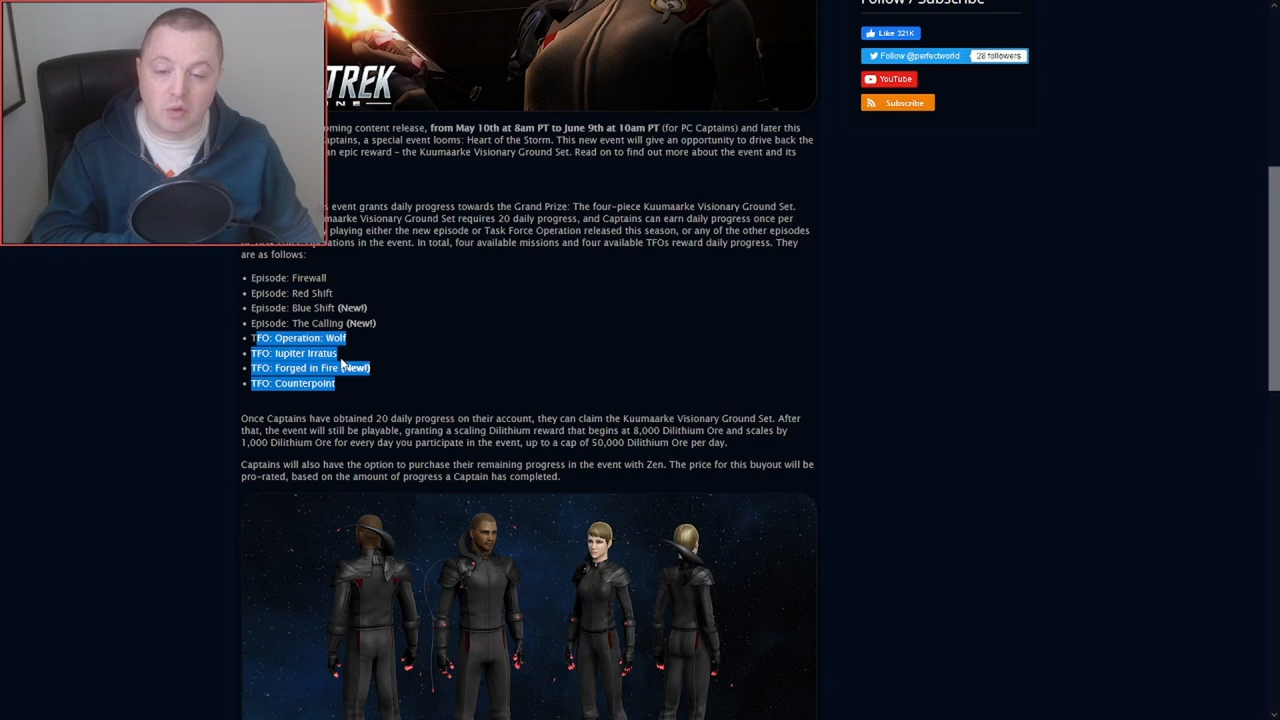 Follow / Subscribe
Like 321K
Follow @perfectworld
28 followers
YouTube
Subscribe
TREK
NE
oming content release, from May 10th at 8am PT to June 9th at 10am PT (for PC Captains) and later this
aptains, a special event looms: Heart of the Storm. This new event will give an opportunity to drive back the
an epic reward – the Kuumaarke Visionary Ground Set. Read on to find out more about the event and its
s event grants daily progress towards the Grand Prize: The four-piece Kuumaarke Visionary Ground Set.
maarke Visionary Ground Set requires 20 daily progress, and Captains can earn daily progress once per
playing either the new episode or Task Force Operation released this season, or any of the other episodes
or Task Force Operations in the event. In total, four available missions and four available TFOs reward daily progress. They
are as follows:
• Episode: Firewall
• Episode: Red Shift
• Episode: Blue Shift (New!)
• Episode: The Calling (New!)
• TFO: Operation: Wolf
• TFO: Iupiter Irratus
• TFO: Forged in Fire (New!)
• TFO: Counterpoint
Once Captains have obtained 20 daily progress on their account, they can claim the Kuumaarke Visionary Ground Set. After
that, the event will still be playable, granting a scaling Dilithium reward that begins at 8,000 Dilithium Ore and scales by
1,000 Dilithium Ore for every day you participate in the event, up to a cap of 50,000 Dilithium Ore per day.
Captains will also have the option to purchase their remaining progress in the event with Zen. The price for this buyout will be
pro-rated, based on the amount of progress a Captain has completed.